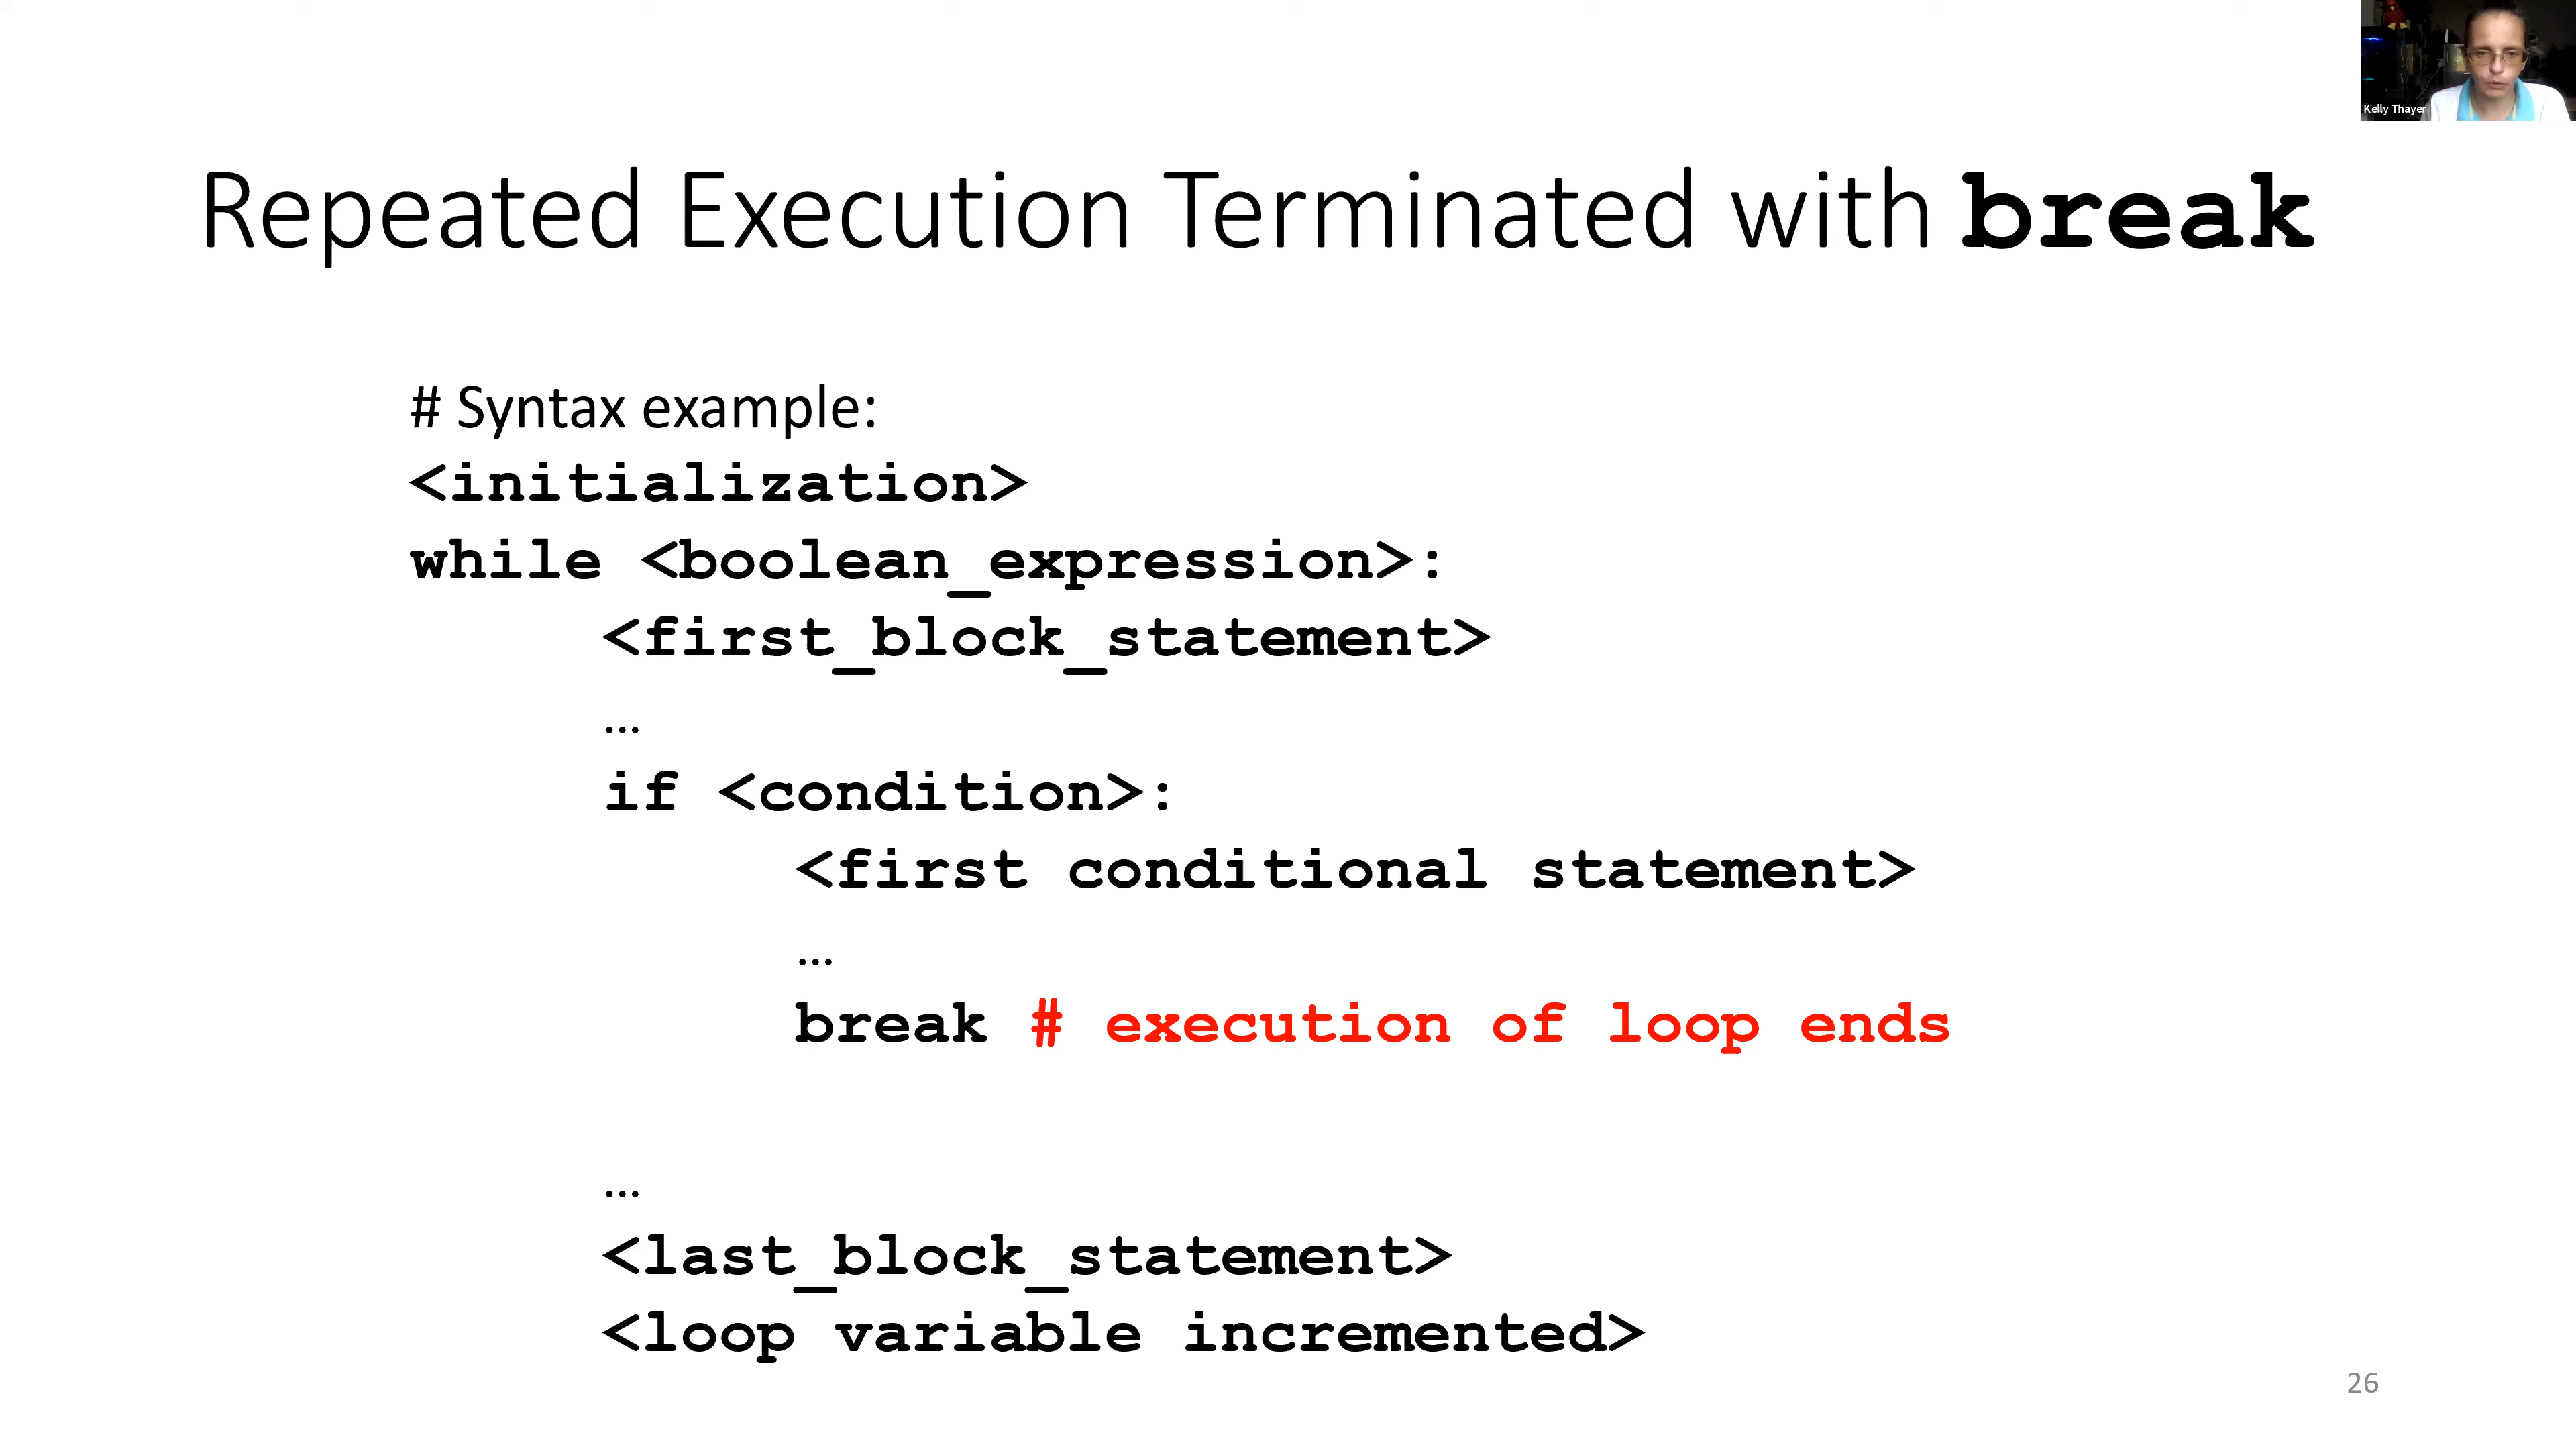 Kelly Thayer
Repeated Execution Terminated with break
# Syntax example:
<initialization>
while <boolean_expression>:
<first_block_statement>
…
if <condition>:
<first conditional statement>
…
break # execution of loop ends
…
<last_block_statement>
<loop variable incremented>
26